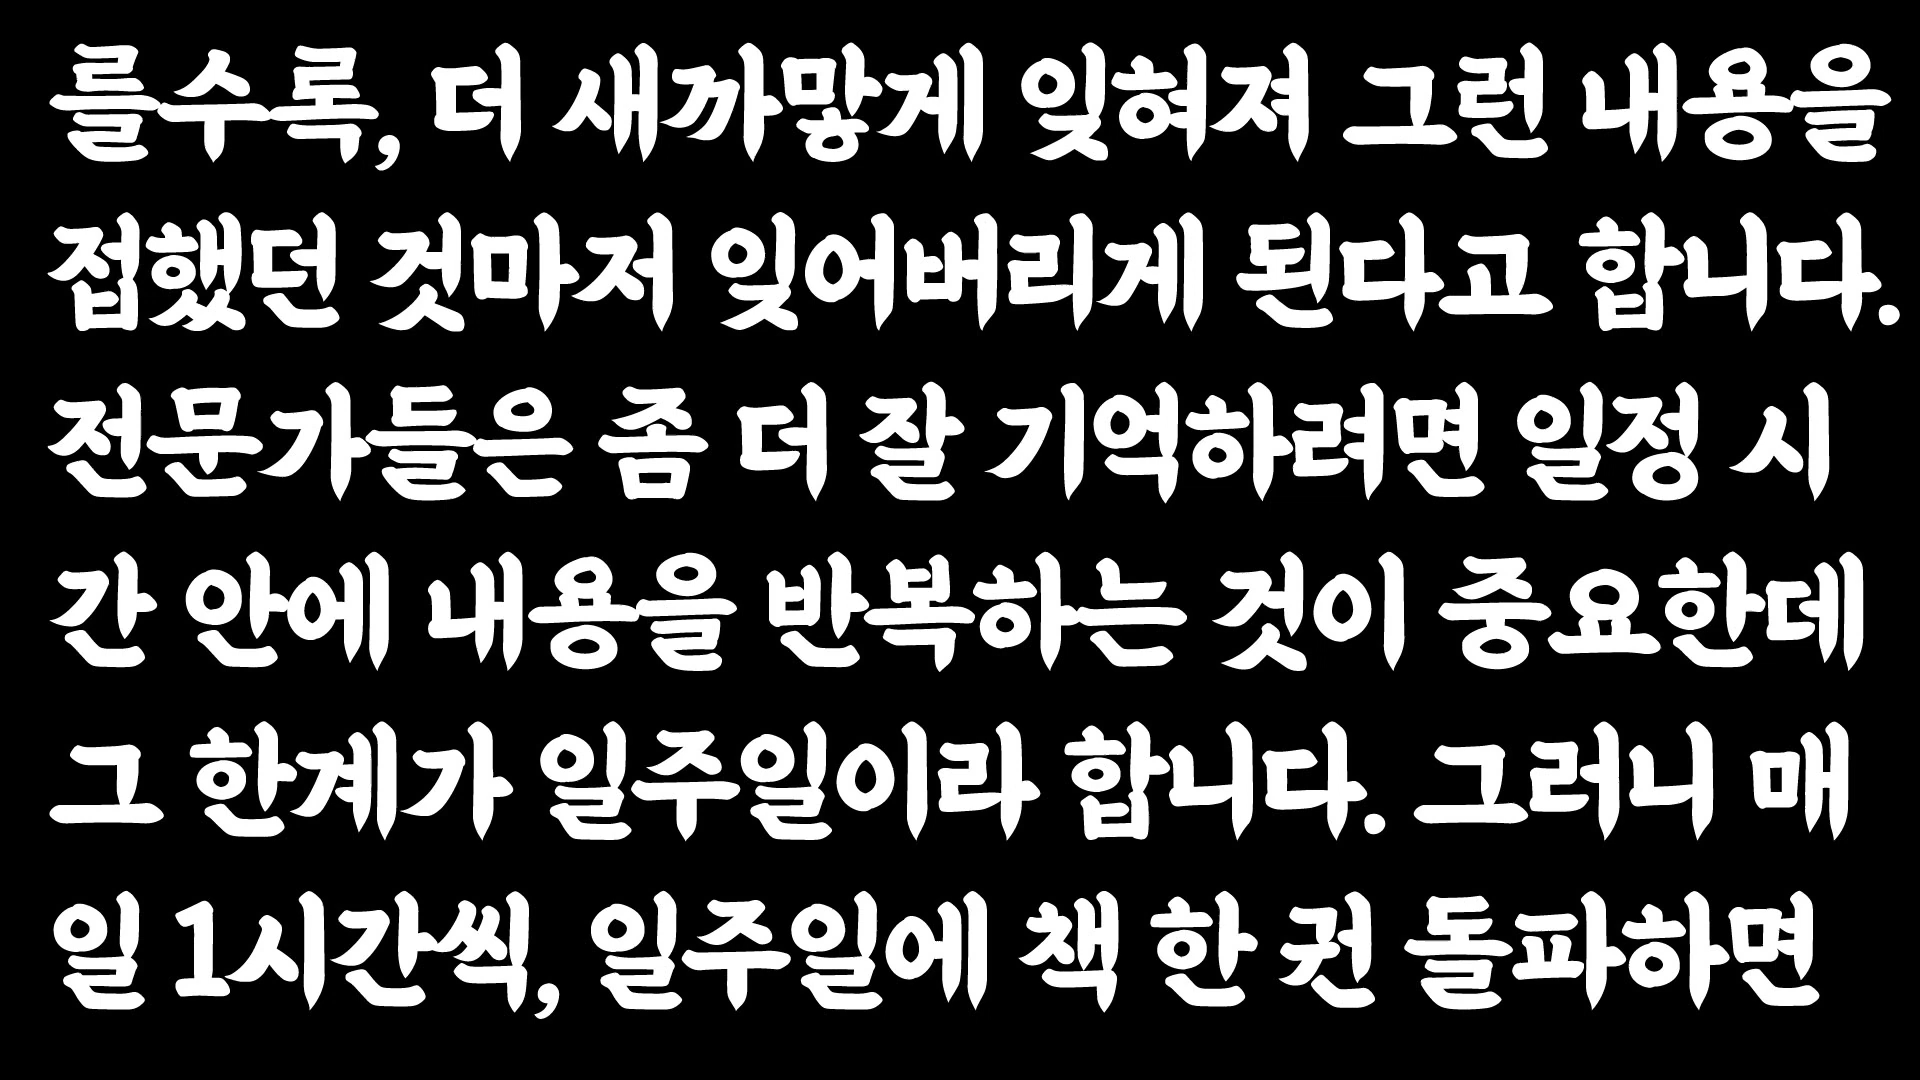 를수록, 더 새까맣게 잊혀져 그런 내용을
접했던 것마저 잊어버리게 된다고 합니다.
전문가들은 좀 더 잘 기억하려면 일정 시
간 안에 내용을 반복하는 것이 중요한데
그 한계가 일주일이라 합니다. 그러니 매
일 1시간씩, 일주일에 책 한 권 돌파하면